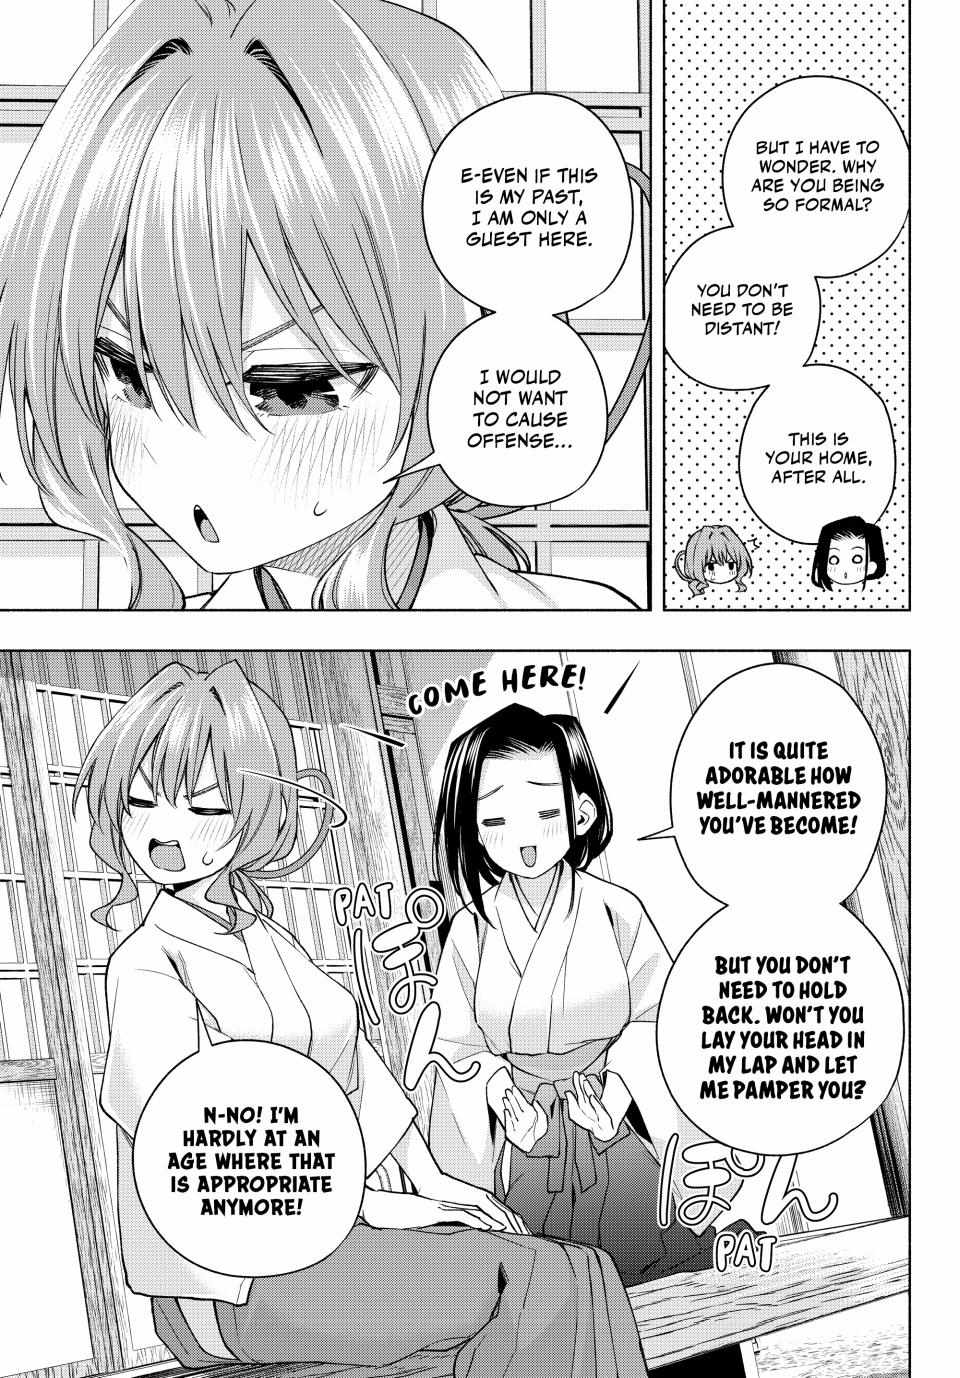 BUT I HAVE TO
WONDER. WHY
ARE YOU BEING
SO FORMAL?
YOU DON'T
NEED TO BE
DISTANT!
THIS IS
YOUR HOME,
AFTER ALL.
E-EVEN IF THIS
IS MY PAST,
I AM ONLY A
GUEST HERE.
I WOULD
NOT WANT
TO CAUSE
OFFENSE...
COME HERE!
IT IS QUITE
ADORABLE HOW
WELL-MANNERED
YOU'VE BECOME!
BUT YOU DON'T
NEED TO HOLD
BACK. WON'T YOU
LAY YOUR HEAD IN
MY LAP AND LET
ME PAMPER YOU?
PAT
ぽん
ぽん
PAT
N-NO! I'M
HARDLY AT AN
AGE WHERE THAT
IS APPROPRIATE
ANYMORE!